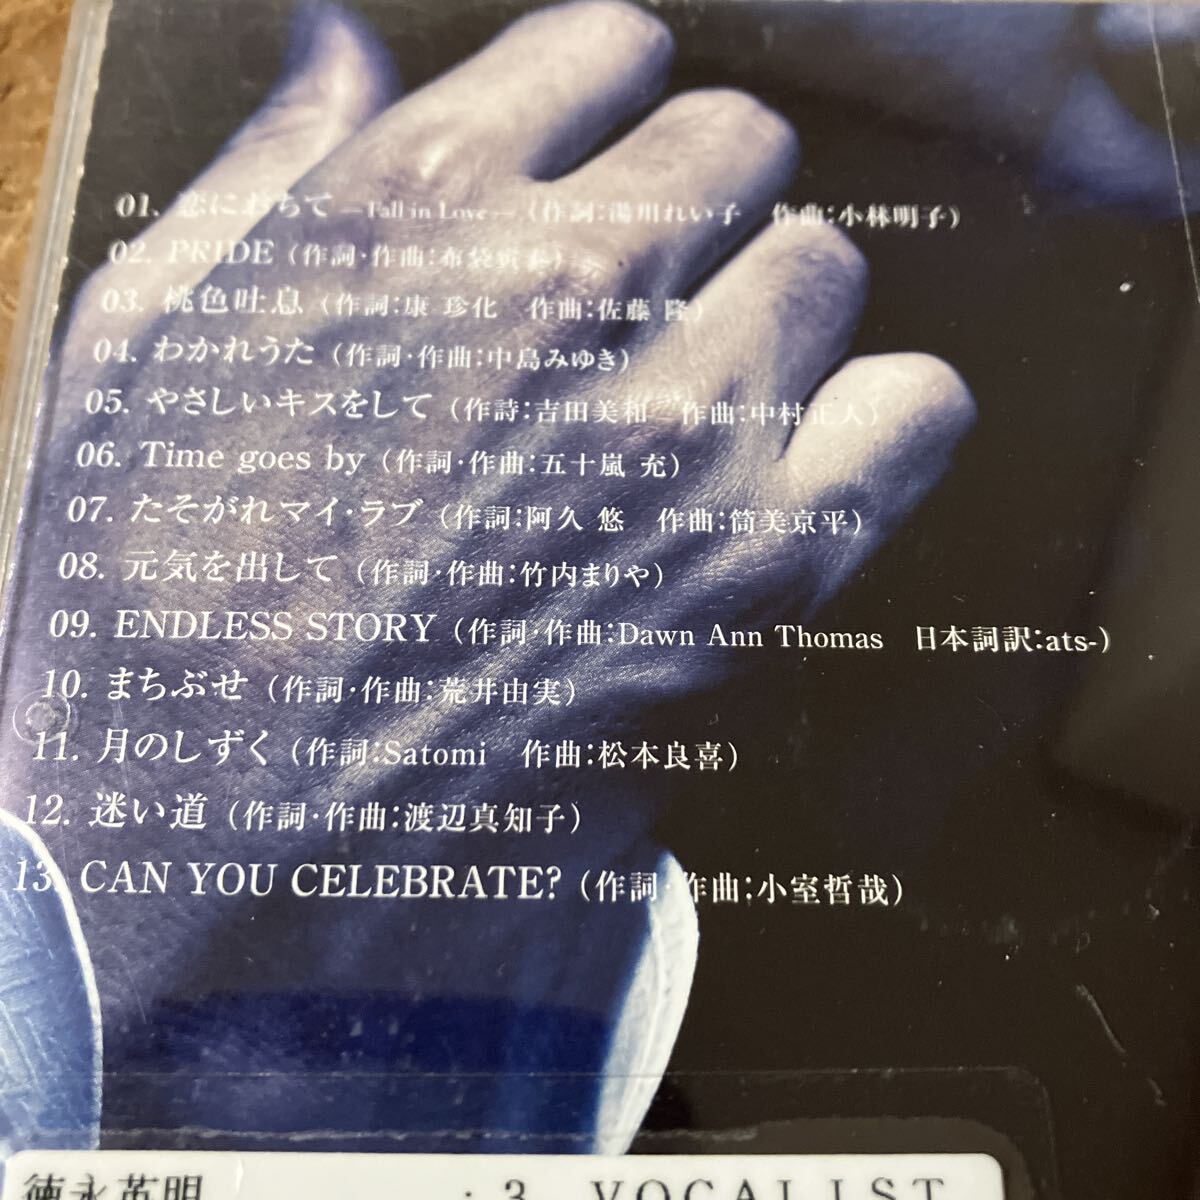 01. 恋におちて —Fall in Love—（作詞:湯川れい子　作曲:小林明子）
02. PRIDE（作詞・作曲:布袋寅泰）
03. 桃色吐息（作詞:康 珍化　作曲:佐藤 隆）
04. わかれうた（作詞・作曲:中島みゆき）
05. やさしいキスをして（作詩:吉田美和　作曲:中村正人）
06. Time goes by（作詞・作曲:五十嵐 充）
07. たそがれマイ・ラブ（作詞:阿久 悠　作曲:筒美京平）
08. 元気を出して（作詞・作曲:竹内まりや）
09. ENDLESS STORY（作詞・作曲:Dawn Ann Thomas　日本詞訳:ats-）
10. まちぶせ（作詞・作曲:荒井由実）
11. 月のしずく（作詞:Satomi　作曲:松本良喜）
12. 迷い道（作詞・作曲:渡辺真知子）
13. CAN YOU CELEBRATE?（作詞・作曲:小室哲哉）
徳永英明　: 3　VOCALIST